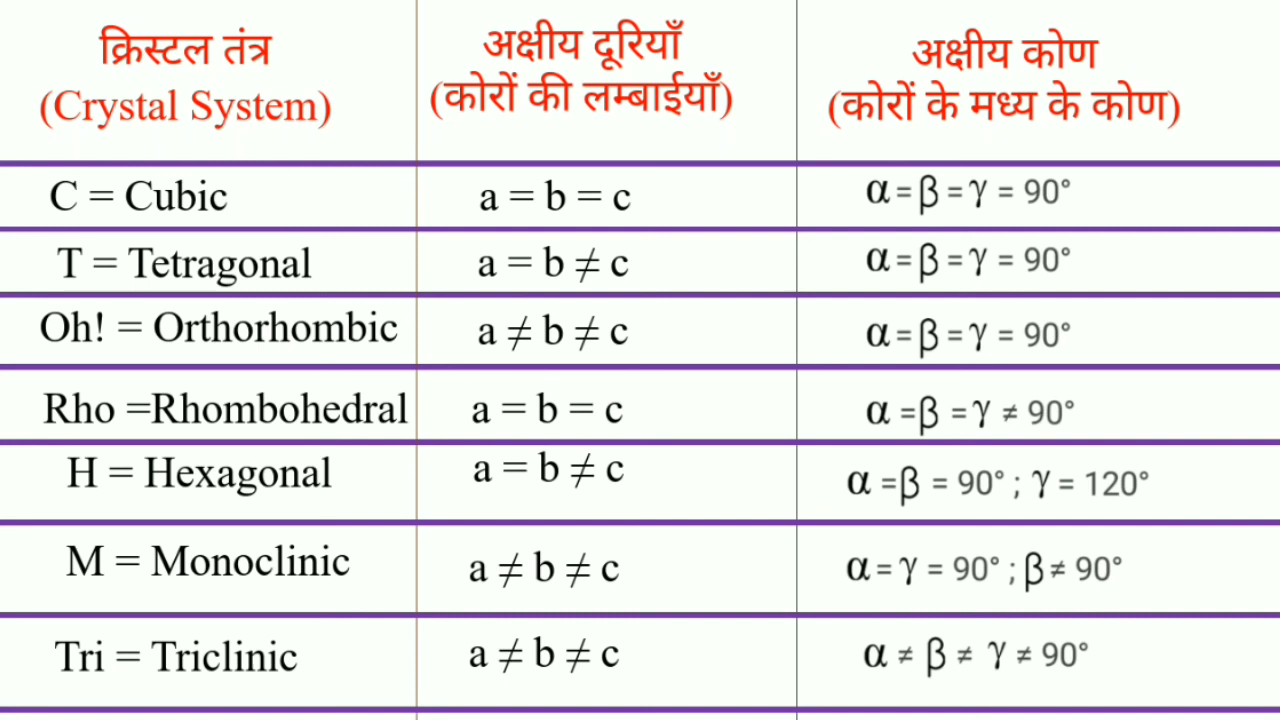 क्रिस्टल तंत्र
(Crystal System)
अक्षीय दूरियाँ
(कोरों की लम्बाईयाँ)
अक्षीय कोण
(कोरों के मध्य के कोण)
C = Cubic a = b = c α = β = γ = 90°
T = Tetragonal a = b ≠ c α = β = γ = 90°
Oh! = Orthorhombic a ≠ b ≠ c α = β = γ = 90°
Rho =Rhombohedral a = b = c α =β = γ ≠ 90°
H = Hexagonal a = b ≠ c α =β = 90° ; γ = 120°
M = Monoclinic a ≠ b ≠ c α = γ = 90° ; β ≠ 90°
Tri = Triclinic a ≠ b ≠ c α ≠ β ≠ γ ≠ 90°